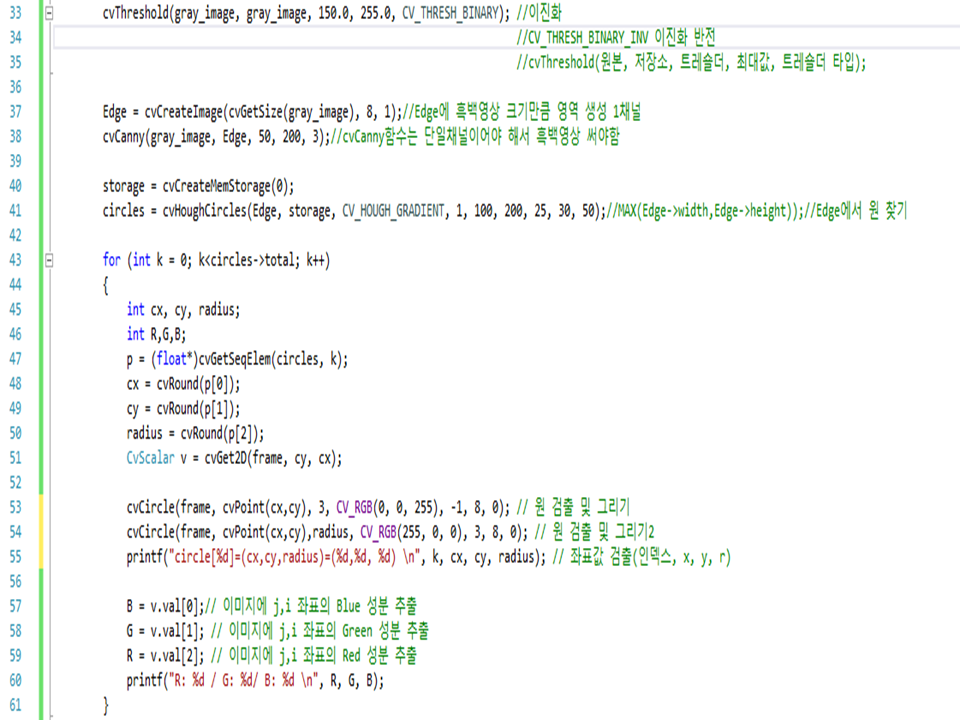 33 cvThreshold(gray_image, gray_image, 150.0, 255.0, CV_THRESH_BINARY); //이진화
34 //CV_THRESH_BINARY_INV 이진화 반전
35 //cvThreshold(원본, 저장소, 트레슬더, 최대값, 트레슬더 타입);
36
37 Edge = cvCreateImage(cvGetSize(gray_image), 8, 1);//Edge에 흑백영상 크기만큼 영역 생성 1채널
38 cvCanny(gray_image, Edge, 50, 200, 3);//cvCanny함수는 단일채널이어야 해서 흑백영상 써야함
39
40 storage = cvCreateMemStorage(0);
41 circles = cvHoughCircles(Edge, storage, CV_HOUGH_GRADIENT, 1, 100, 200, 25, 30, 50);//MAX(Edge->width,Edge->height));//Edge에서 원 찾기
42
43 for (int k = 0; k<circles->total; k++)
44 {
45 int cx, cy, radius;
46 int R,G,B;
47 p = (float*)cvGetSeqElem(circles, k);
48 cx = cvRound(p[0]);
49 cy = cvRound(p[1]);
50 radius = cvRound(p[2]);
51 CvScalar v = cvGet2D(frame, cy, cx);
52
53 cvCircle(frame, cvPoint(cx,cy), 3, CV_RGB(0, 0, 255), -1, 8, 0); // 원 검출 및 그리기
54 cvCircle(frame, cvPoint(cx,cy),radius, CV_RGB(255, 0, 0), 3, 8, 0); // 원 검출 및 그리기2
55 printf("circle[%d]=(cx,cy,radius)=(%d,%d, %d) \n", k, cx, cy, radius); // 좌표값 검출(인덱스, x, y, r)
56
57 B = v.val[0];// 이미지에 j,i 좌표의 Blue 성분 추출
58 G = v.val[1]; // 이미지에 j,i 좌표의 Green 성분 추출
59 R = v.val[2]; // 이미지에 j,i 좌표의 Red 성분 추출
60 printf("R: %d / G: %d/ B: %d \n", R, G, B);
61 }